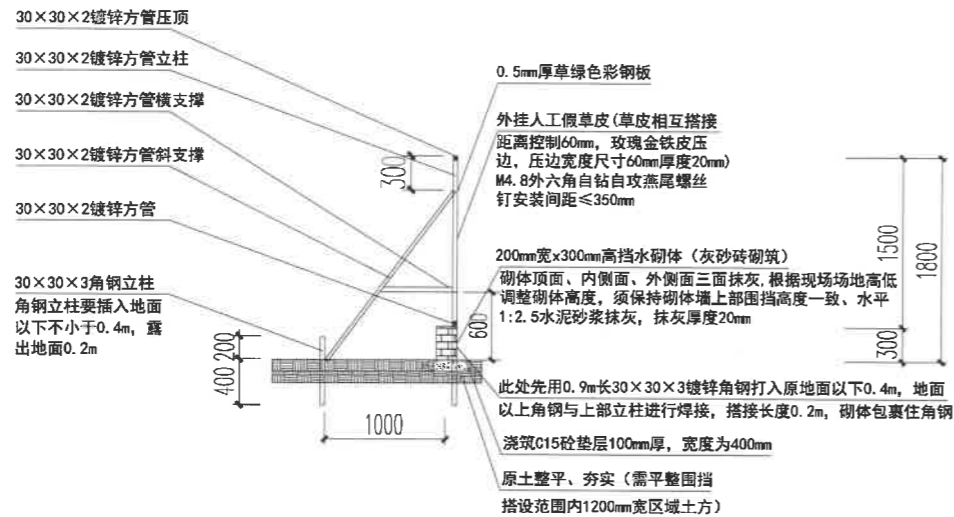 30×30×2镀锌方管压顶
30×30×2镀锌方管立柱
30×30×2镀锌方管横支撑
30×30×2镀锌方管斜支撑
30×30×2镀锌方管
30×30×3角钢立柱
角钢立柱要插入地面
以下不小于0.4m，露
出地面0.2m
0.5mm厚草绿色彩钢板
外挂人工假草皮(草皮相互搭接
距离控制60mm，玫瑰金铁皮压
边，压边宽度尺寸60mm厚度20mm)
M4.8外六角自钻自攻燕尾螺丝
钉安装间距≤350mm
200mm宽x300mm高挡水砌体（灰砂砖砌筑）
砌体顶面、内侧面、外侧面三面抹灰,根据现场场地高低
调整砌体高度，须保持砌体墙上部围挡高度一致、水平
1:2.5水泥砂浆抹灰，抹灰厚度20mm
此处先用0.9m长30×30×3镀锌角钢打入原地面以下0.4m，地面
以上角钢与上部立柱进行焊接，搭接长度0.2m，砌体包裹住角钢
浇筑C15砼垫层100mm厚，宽度为400mm
原土整平、夯实（需平整围挡
搭设范围内1200mm宽区域土方）
300
600
200
400
1000
1500
300
1800